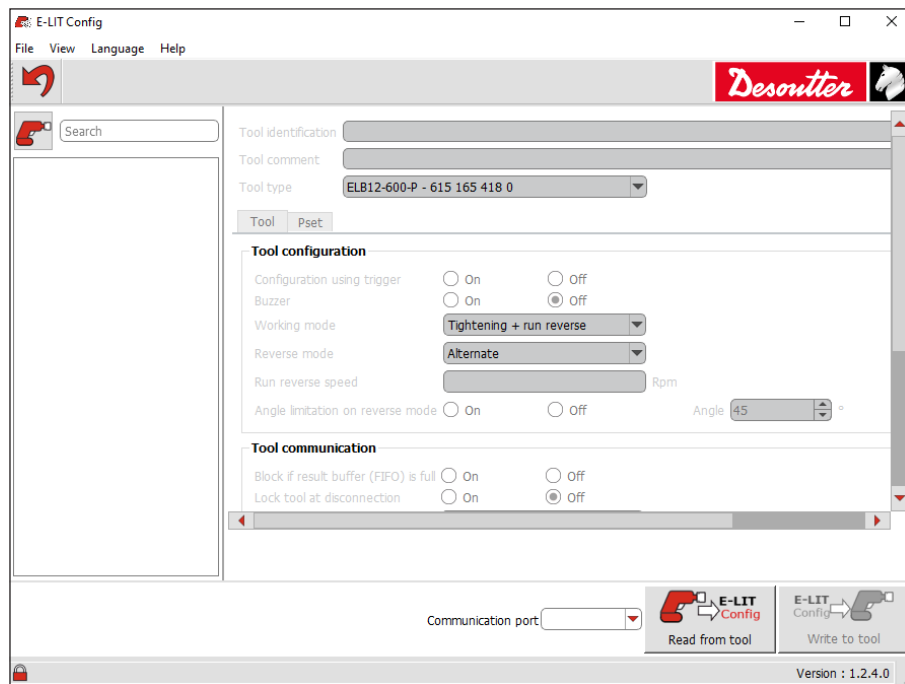 E-LIT Config
File View Language Help
Desoutter
Search
Tool identification
Tool comment
Tool type ELB12-600-P - 615 165 418 0
Tool Pset
Tool configuration
Configuration using trigger On Off
Buzzer On Off
Working mode Tightening + run reverse
Reverse mode Alternate
Run reverse speed Rpm
Angle limitation on reverse mode On Off Angle 45 °
Tool communication
Block if result buffer (FIFO) is full On Off
Lock tool at disconnection On Off
Communication port
E-LIT
Config
Read from tool
E-LIT
Config
Write to tool
Version : 1.2.4.0